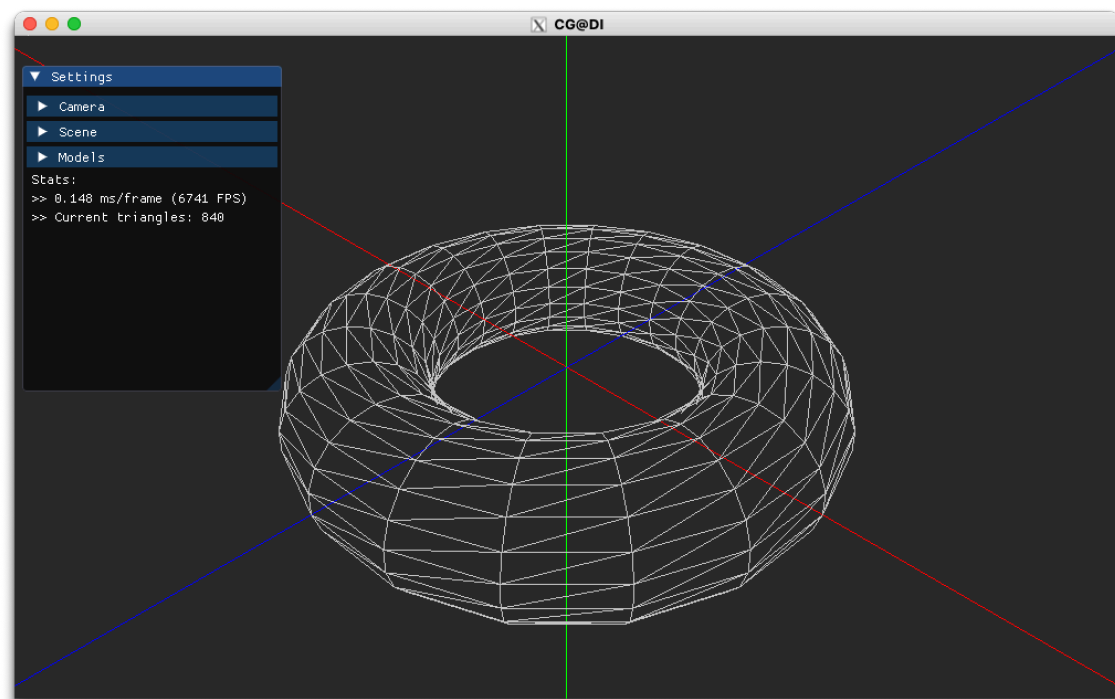 CG@DI
Settings
Camera
Scene
Models
Stats:
>> 0.148 ms/frame (6741 FPS)
>> Current triangles: 840